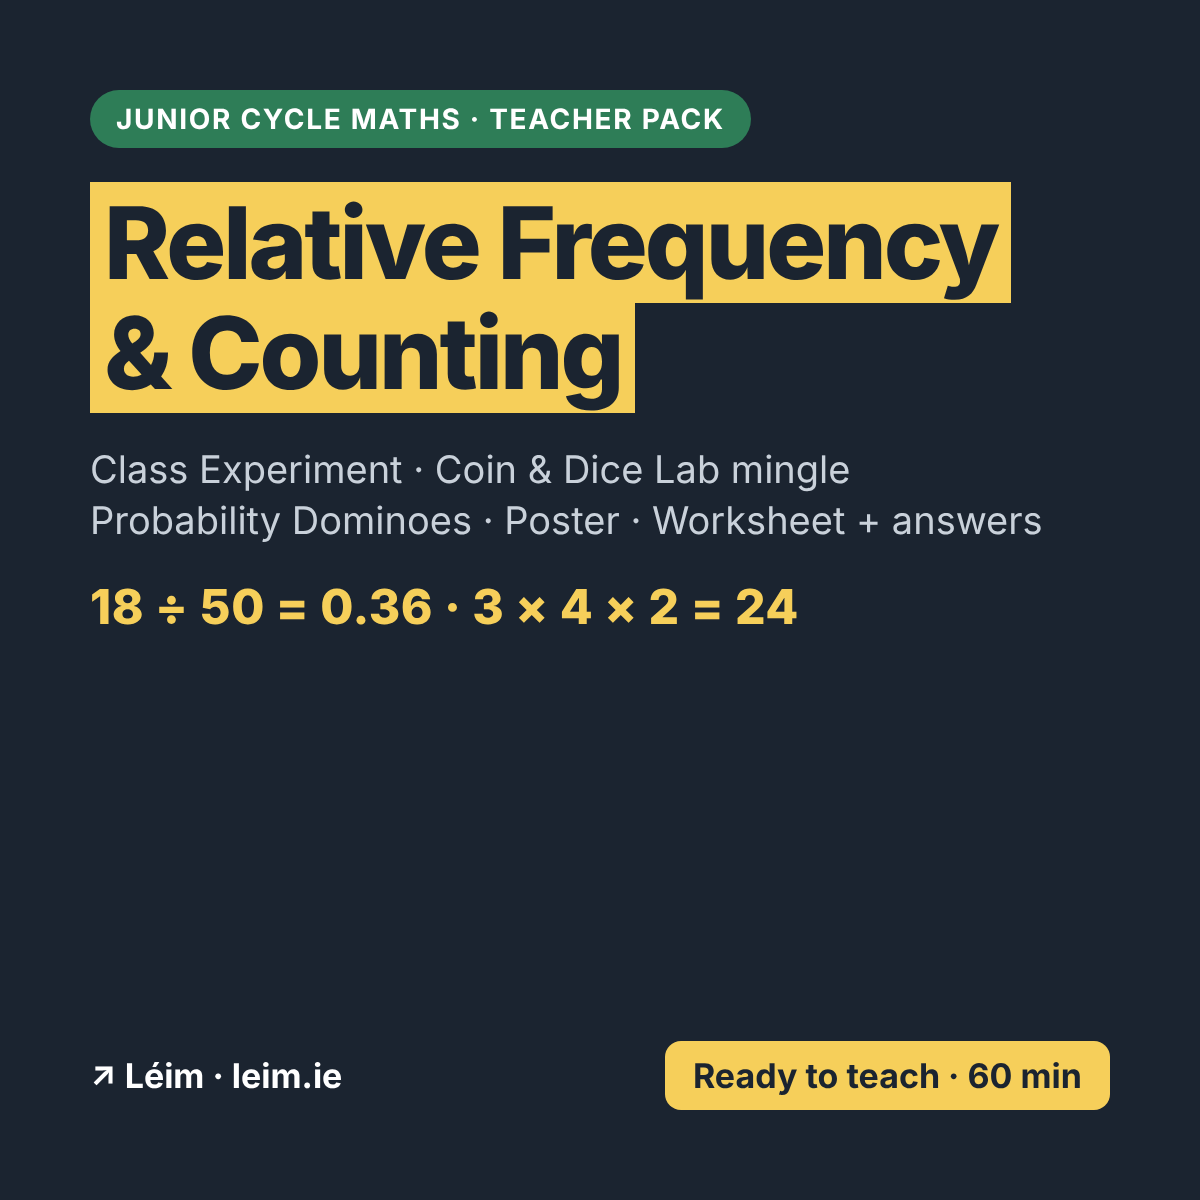 JUNIOR CYCLE MATHS · TEACHER PACK
Relative Frequency
& Counting
Class Experiment · Coin & Dice Lab mingle
Probability Dominoes · Poster · Worksheet + answers
18 ÷ 50 = 0.36 · 3 × 4 × 2 = 24
↗ Léim · leim.ie
Ready to teach · 60 min